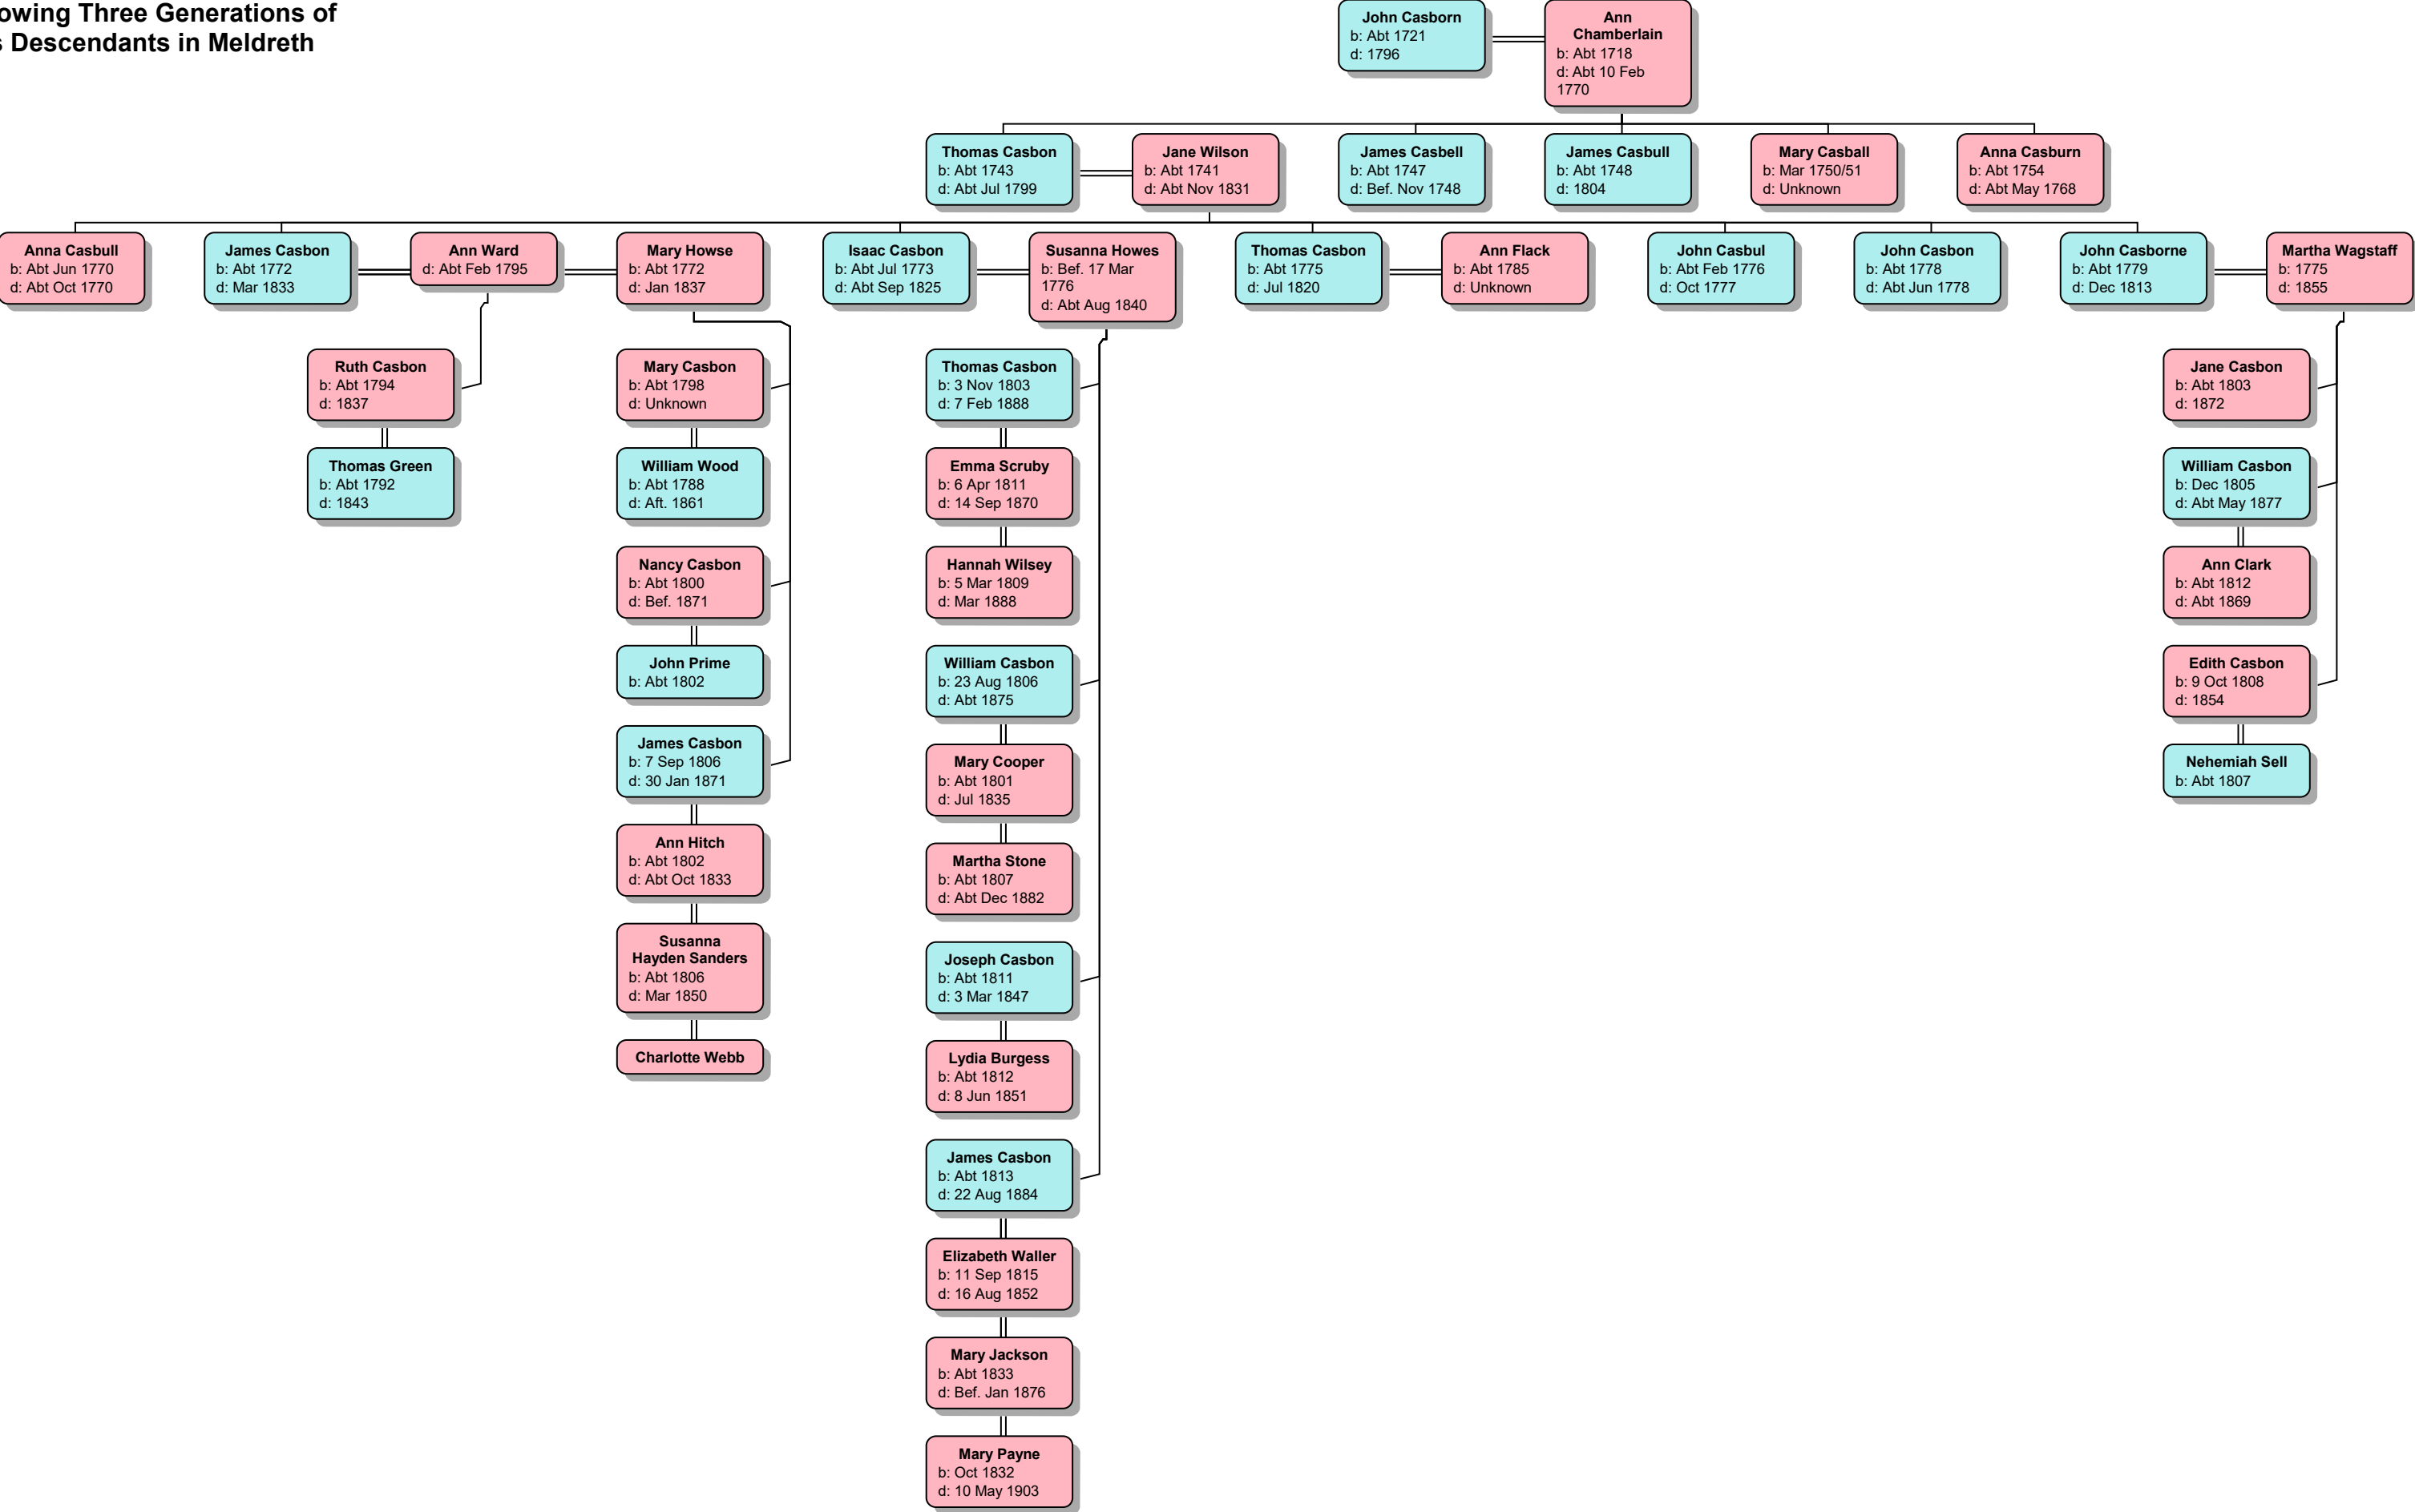 owing Three Generations of
s Descendants in Meldreth
John Casborn
b: Abt 1721
d: 1796
Ann
Chamberlain
b: Abt 1718
d: Abt 10 Feb
1770
Thomas Casbon
b: Abt 1743
d: Abt Jul 1799
Jane Wilson
b: Abt 1741
d: Abt Nov 1831
James Casbell
b: Abt 1747
d: Bef. Nov 1748
James Casbull
b: Abt 1748
d: 1804
Mary Casball
b: Mar 1750/51
d: Unknown
Anna Casburn
b: Abt 1754
d: Abt May 1768
Anna Casbull
b: Abt Jun 1770
d: Abt Oct 1770
James Casbon
b: Abt 1772
d: Mar 1833
Ann Ward
d: Abt Feb 1795
Mary Howse
b: Abt 1772
d: Jan 1837
Isaac Casbon
b: Abt Jul 1773
d: Abt Sep 1825
Susanna Howes
b: Bef. 17 Mar
1776
d: Abt Aug 1840
Thomas Casbon
b: Abt 1775
d: Jul 1820
Ann Flack
b: Abt 1785
d: Unknown
John Casbul
b: Abt Feb 1776
d: Oct 1777
John Casbon
b: Abt 1778
d: Abt Jun 1778
John Casborne
b: Abt 1779
d: Dec 1813
Martha Wagstaff
b: 1775
d: 1855
Ruth Casbon
b: Abt 1794
d: 1837
Thomas Green
b: Abt 1792
d: 1843
Mary Casbon
b: Abt 1798
d: Unknown
William Wood
b: Abt 1788
d: Aft. 1861
Nancy Casbon
b: Abt 1800
d: Bef. 1871
John Prime
b: Abt 1802
James Casbon
b: 7 Sep 1806
d: 30 Jan 1871
Ann Hitch
b: Abt 1802
d: Abt Oct 1833
Susanna
Hayden Sanders
b: Abt 1806
d: Mar 1850
Charlotte Webb
Thomas Casbon
b: 3 Nov 1803
d: 7 Feb 1888
Emma Scruby
b: 6 Apr 1811
d: 14 Sep 1870
Hannah Wilsey
b: 5 Mar 1809
d: Mar 1888
William Casbon
b: 23 Aug 1806
d: Abt 1875
Mary Cooper
b: Abt 1801
d: Jul 1835
Martha Stone
b: Abt 1807
d: Abt Dec 1882
Joseph Casbon
b: Abt 1811
d: 3 Mar 1847
Lydia Burgess
b: Abt 1812
d: 8 Jun 1851
James Casbon
b: Abt 1813
d: 22 Aug 1884
Elizabeth Waller
b: 11 Sep 1815
d: 16 Aug 1852
Mary Jackson
b: Abt 1833
d: Bef. Jan 1876
Mary Payne
b: Oct 1832
d: 10 May 1903
Jane Casbon
b: Abt 1803
d: 1872
William Casbon
b: Dec 1805
d: Abt May 1877
Ann Clark
b: Abt 1812
d: Abt 1869
Edith Casbon
b: 9 Oct 1808
d: 1854
Nehemiah Sell
b: Abt 1807